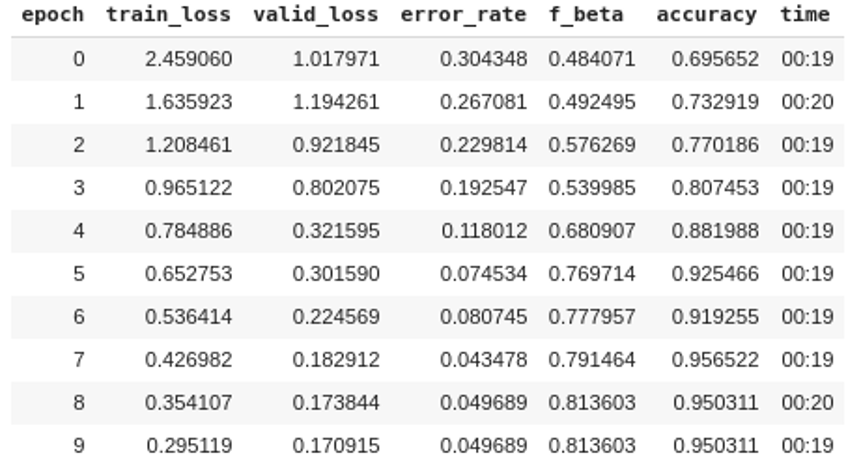 epoch train_loss valid_loss error_rate f_beta accuracy time
0 2.459060 1.017971 0.304348 0.484071 0.695652 00:19
1 1.635923 1.194261 0.267081 0.492495 0.732919 00:20
2 1.208461 0.921845 0.229814 0.576269 0.770186 00:19
3 0.965122 0.802075 0.192547 0.539985 0.807453 00:19
4 0.784886 0.321595 0.118012 0.680907 0.881988 00:19
5 0.652753 0.301590 0.074534 0.769714 0.925466 00:19
6 0.536414 0.224569 0.080745 0.777957 0.919255 00:19
7 0.426982 0.182912 0.043478 0.791464 0.956522 00:19
8 0.354107 0.173844 0.049689 0.813603 0.950311 00:20
9 0.295119 0.170915 0.049689 0.813603 0.950311 00:19